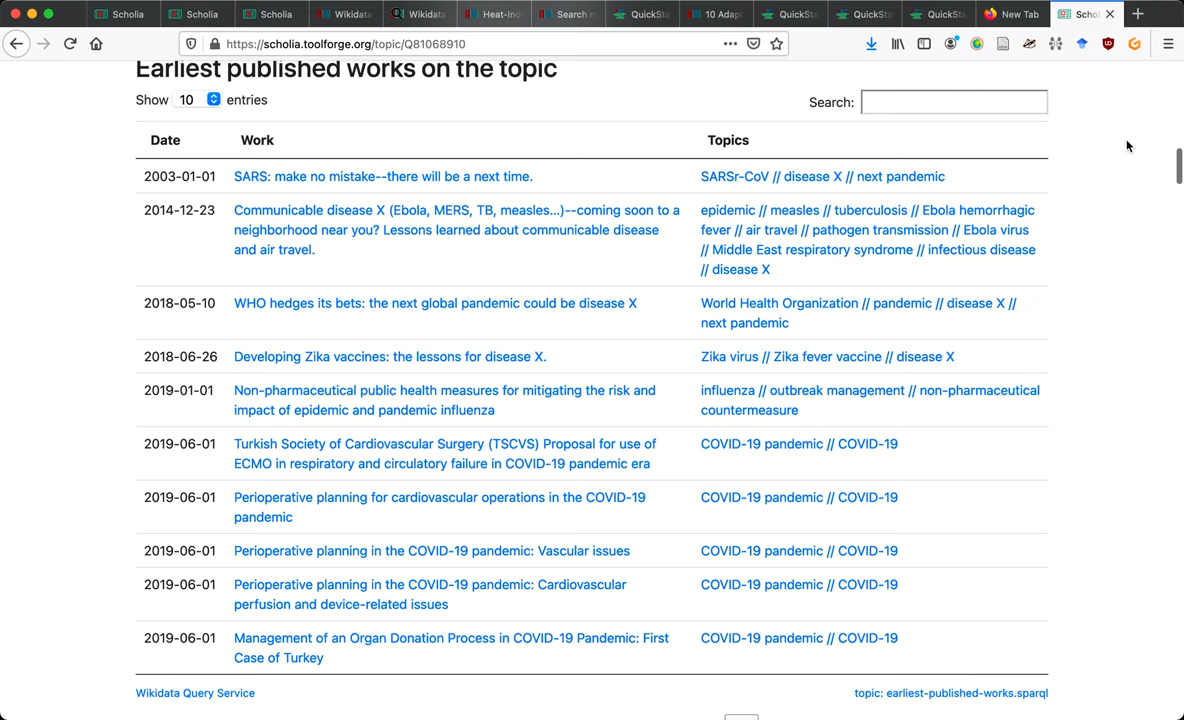 Scholia Scholia Scholia Wikidata Wikidata Heat-Ind Search r QuickSta 10 Adapt QuickSta QuickSta QuickSta New Tab Schol
https://scholia.toolforge.org/topic/Q81068910
Earliest published works on the topic
Show 10 entries
Search:
Date Work Topics
2003-01-01 SARS: make no mistake--there will be a next time. SARSr-CoV // disease X // next pandemic
2014-12-23 Communicable disease X (Ebola, MERS, TB, measles...)--coming soon to a epidemic // measles // tuberculosis // Ebola hemorrhagic
neighborhood near you? Lessons learned about communicable disease fever // air travel // pathogen transmission // Ebola virus
and air travel. // Middle East respiratory syndrome // infectious disease
// disease X
2018-05-10 WHO hedges its bets: the next global pandemic could be disease X World Health Organization // pandemic // disease X //
next pandemic
2018-06-26 Developing Zika vaccines: the lessons for disease X. Zika virus // Zika fever vaccine // disease X
2019-01-01 Non-pharmaceutical public health measures for mitigating the risk and influenza // outbreak management // non-pharmaceutical
impact of epidemic and pandemic influenza countermeasure
2019-06-01 Turkish Society of Cardiovascular Surgery (TSCVS) Proposal for use of COVID-19 pandemic // COVID-19
ECMO in respiratory and circulatory failure in COVID-19 pandemic era
2019-06-01 Perioperative planning for cardiovascular operations in the COVID-19 COVID-19 pandemic // COVID-19
pandemic
2019-06-01 Perioperative planning in the COVID-19 pandemic: Vascular issues COVID-19 pandemic // COVID-19
2019-06-01 Perioperative planning in the COVID-19 pandemic: Cardiovascular COVID-19 pandemic // COVID-19
perfusion and device-related issues
2019-06-01 Management of an Organ Donation Process in COVID-19 Pandemic: First COVID-19 pandemic // COVID-19
Case of Turkey
Wikidata Query Service topic: earliest-published-works.sparql